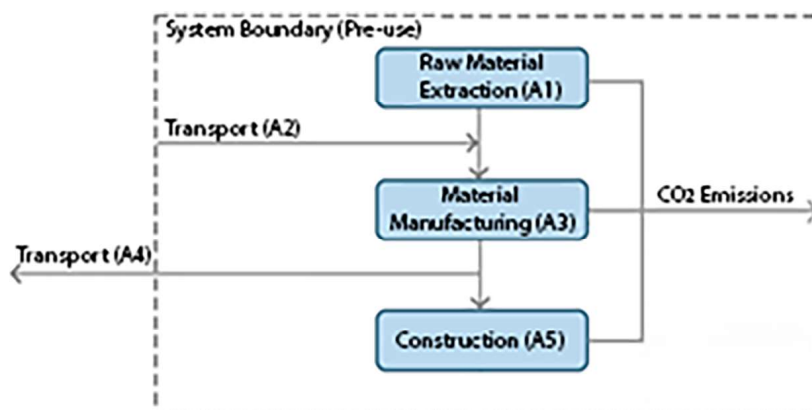 System Boundary (Pre-use)
Raw Material
Extraction (A1)
Transport (A2)
Material
Manufacturing (A3)
CO2 Emissions
Transport (A4)
Construction (A5)